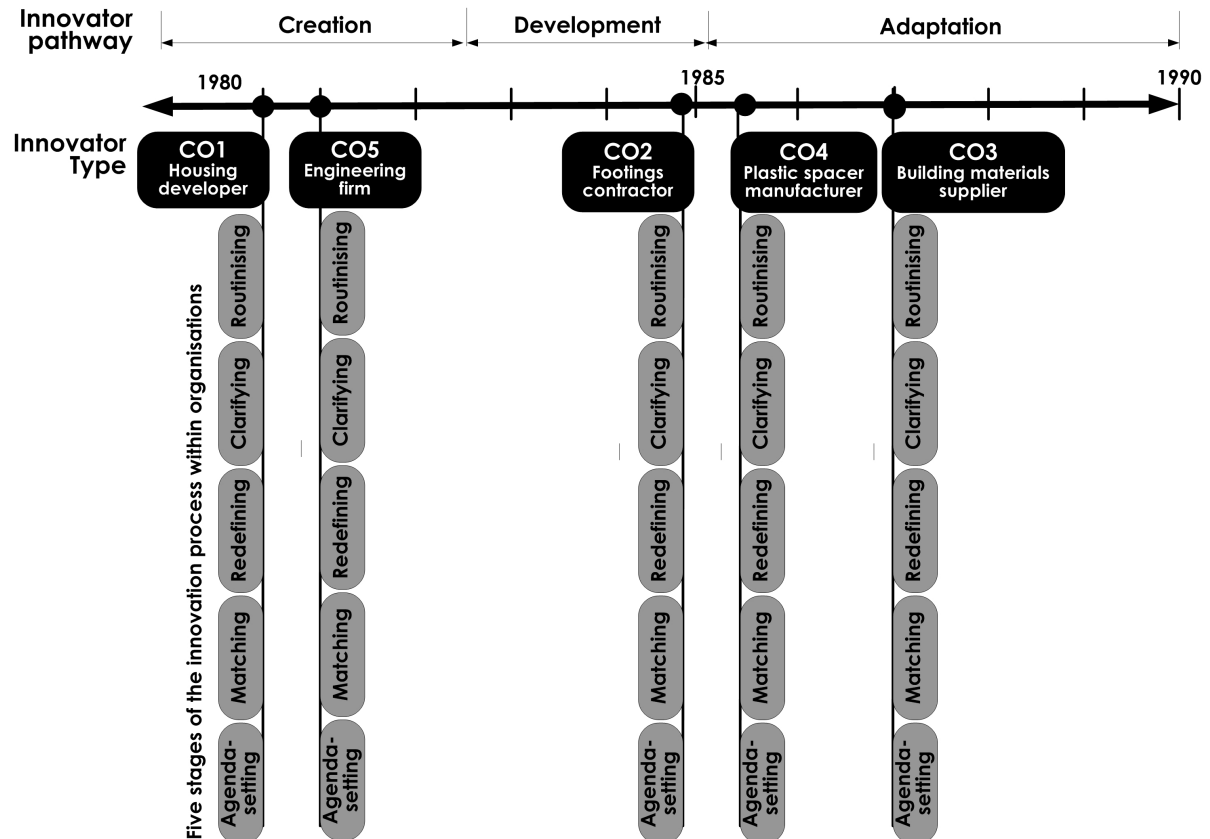 Innovator
pathway
Creation
Development
Adaptation
1980
1985
1990
Innovator
Type
CO1
Housing
developer
CO5
Engineering
firm
CO2
Footings
contractor
CO4
Plastic spacer
manufacturer
CO3
Building materials
supplier
Five stages of the innovation process within organisations
Routinising
Clarifying
Redefining
Matching
Agenda-
setting
Routinising
Clarifying
Redefining
Matching
Agenda-
setting
Routinising
Clarifying
Redefining
Matching
Agenda-
setting
Routinising
Clarifying
Redefining
Matching
Agenda-
setting
Routinising
Clarifying
Redefining
Matching
Agenda-
setting